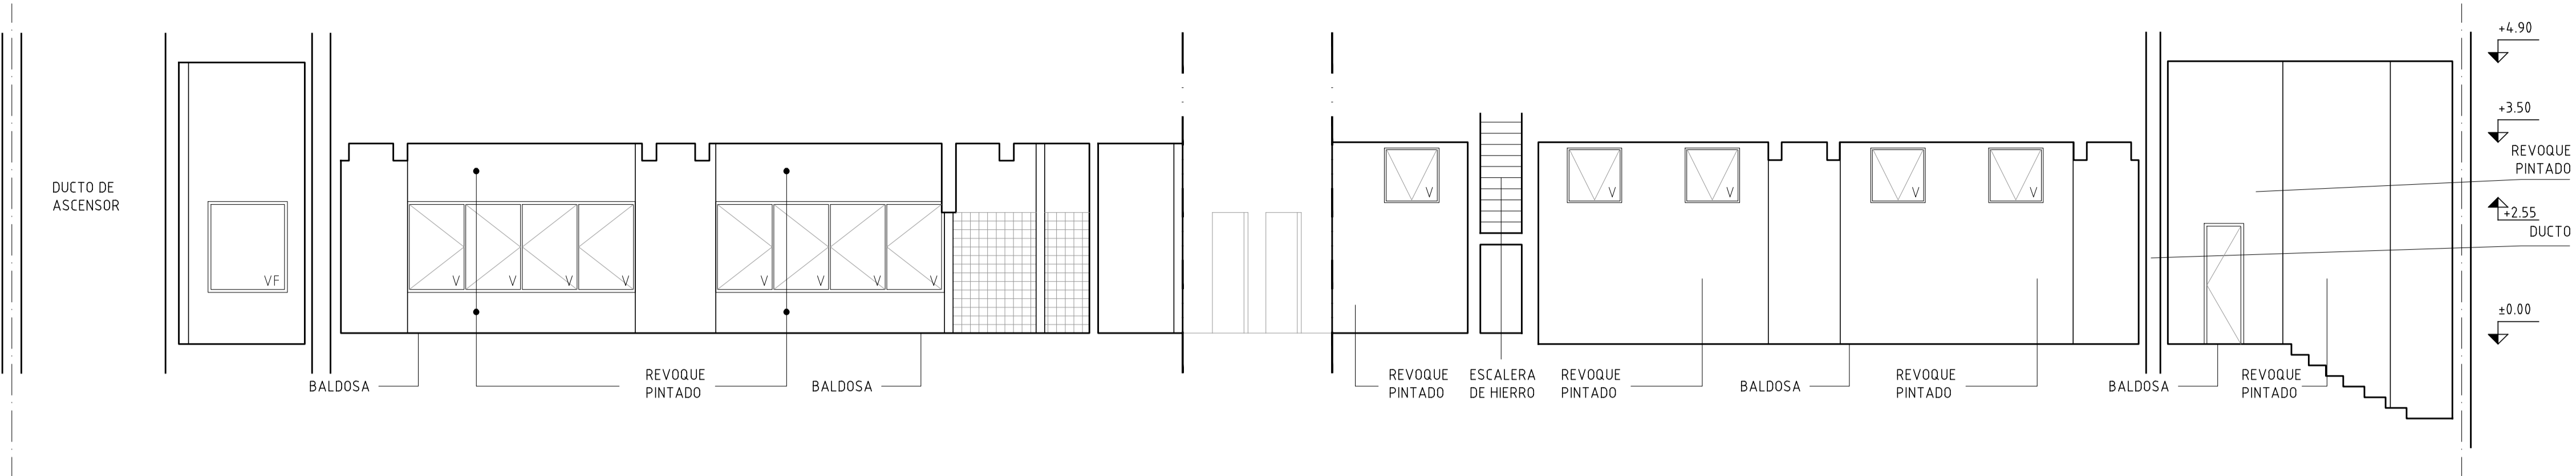 +4.90
+3.50
REVOQUE
PINTADO
DUCTO DE
ASCENSOR
V
V
V
V
V
+2.55
DUCTO
VF
V
V
V
V
V
V
V
V
±0.00
BALDOSA
REVOQUE
PINTADO
BALDOSA
REVOQUE
PINTADO
ESCALERA
DE HIERRO
REVOQUE
PINTADO
BALDOSA
REVOQUE
PINTADO
BALDOSA
REVOQUE
PINTADO